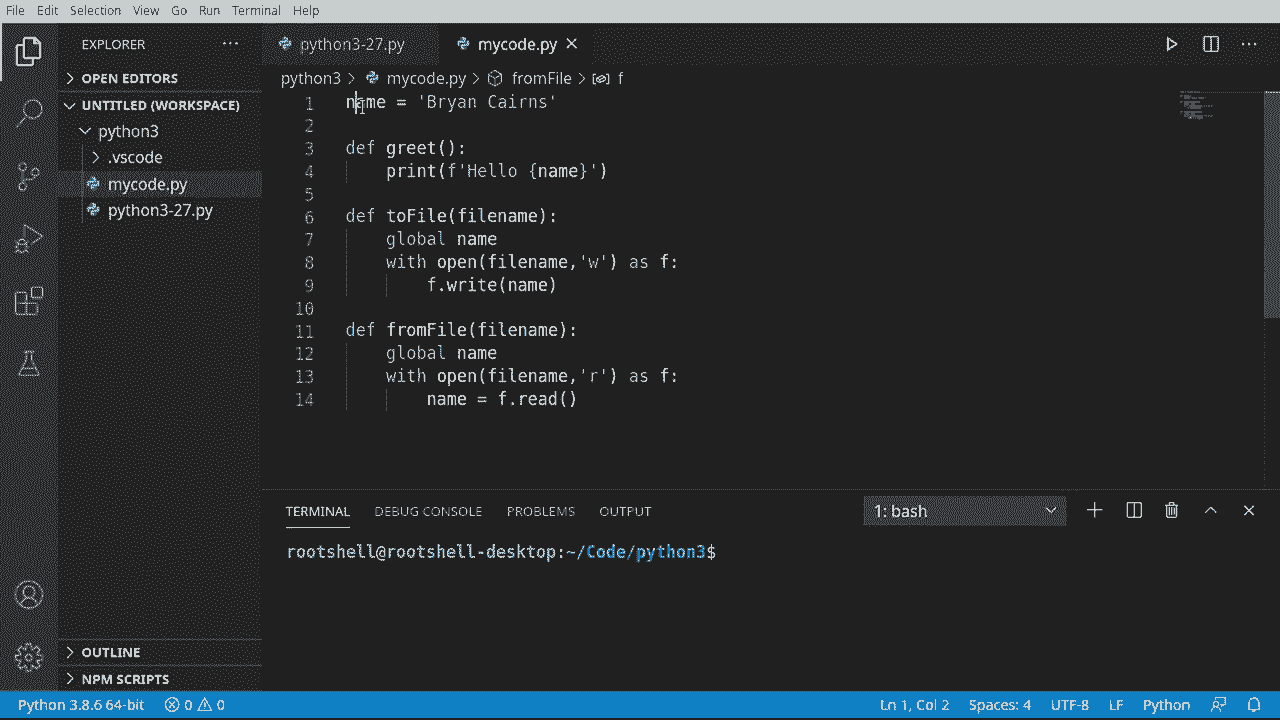 File Edit Selection View Go Run Terminal Help
EXPLORER
OPEN EDITORS
UNTITLED (WORKSPACE)
python3
.vscode
mycode.py
python3-27.py
OUTLINE
NPM SCRIPTS
python3-27.py mycode.py
python3 > mycode.py > fromFile > f
1 name = 'Bryan Cairns'
2
3 def greet():
4 print(f'Hello {name}')
5
6 def toFile(filename):
7 global name
8 with open(filename,'w') as f:
9 f.write(name)
10
11 def fromFile(filename):
12 global name
13 with open(filename,'r') as f:
14 name = f.read()
TERMINAL DEBUG CONSOLE PROBLEMS OUTPUT 1: bash
rootshell@rootshell-desktop:~/Code/python3$
Python 3.8.6 64-bit 0 0 Ln 1, Col 2 Spaces: 4 UTF-8 LF Python